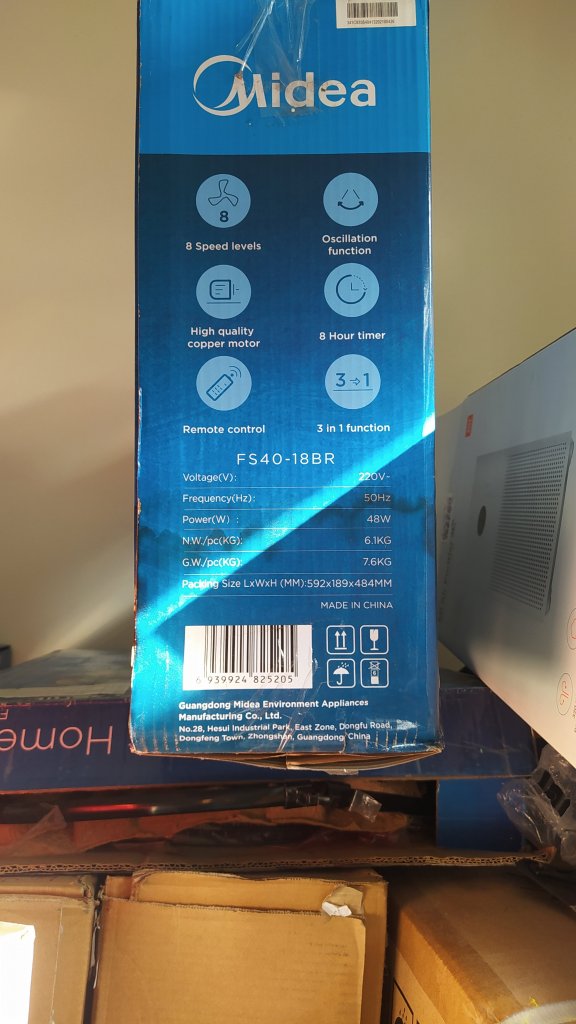 Midea
8
8 Speed levels
Oscillation
function
High quality
copper motor
8 Hour timer
3→1
Remote control
3 in 1 function
FS40-18BR
Voltage(V): 220V~
Frequency(Hz): 50Hz
Power(W) : 48W
N.W./pc(KG): 6.1KG
G.W./pc(KG): 7.6KG
Packing Size LxWxH (MM):592x189x484MM
MADE IN CHINA
6 939924 825205
Guangdong Midea Environment Appliances
Manufacturing Co., Ltd.
No.28, Hesui Industrial Park, East Zone, Dongfu Road,
Dongfeng Town, Zhongshan, Guangdong China
Home